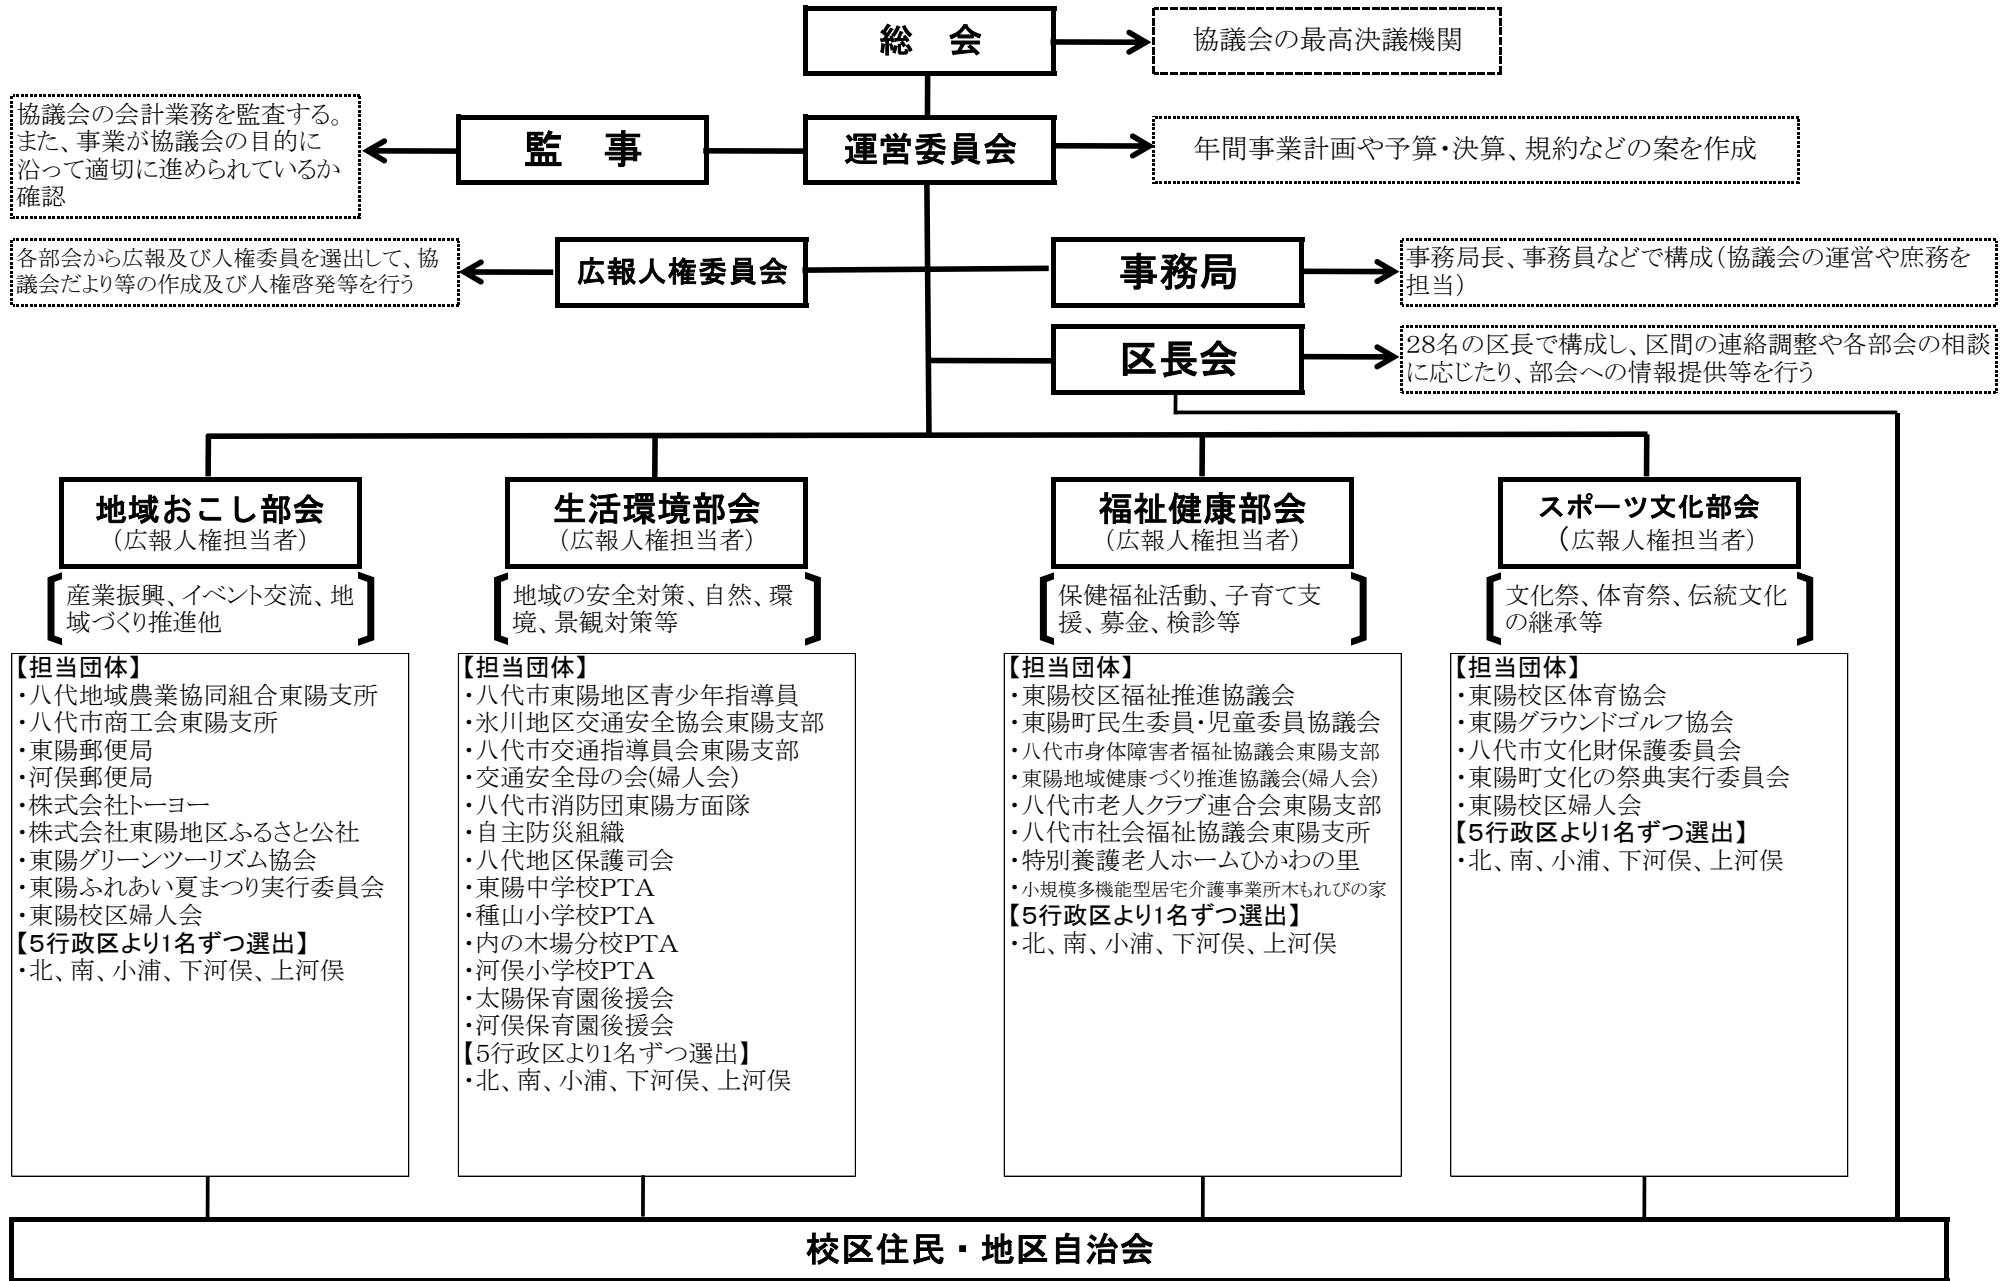 総　会
協議会の最高決議機関
協議会の会計業務を監査する。
また、事業が協議会の目的に
沿って適切に進められているか
確認
監　事
運営委員会
年間事業計画や予算・決算、規約などの案を作成
各部会から広報及び人権委員を選出して、協
議会だより等の作成及び人権啓発等を行う
広報人権委員会
事務局
事務局長、事務員などで構成(協議会の運営や庶務を
担当)
区長会
28名の区長で構成し、区間の連絡調整や各部会の相談
に応じたり、部会への情報提供等を行う
地域おこし部会
(広報人権担当者)
産業振興、イベント交流、地
域づくり推進他
【担当団体】
・八代地域農業協同組合東陽支所
・八代市商工会東陽支所
・東陽郵便局
・河俣郵便局
・株式会社トーヨー
・株式会社東陽地区ふるさと公社
・東陽グリーンツーリズム協会
・東陽ふれあい夏まつり実行委員会
・東陽校区婦人会
【5行政区より1名ずつ選出】
・北、南、小浦、下河俣、上河俣
生活環境部会
(広報人権担当者)
地域の安全対策、自然、環
境、景観対策等
【担当団体】
・八代市東陽地区青少年指導員
・氷川地区交通安全協会東陽支部
・八代市交通指導員会東陽支部
・交通安全母の会(婦人会)
・八代市消防団東陽方面隊
・自主防災組織
・八代地区保護司会
・東陽中学校PTA
・種山小学校PTA
・内の木場分校PTA
・河俣小学校PTA
・太陽保育園後援会
・河俣保育園後援会
【5行政区より1名ずつ選出】
・北、南、小浦、下河俣、上河俣
福祉健康部会
(広報人権担当者)
保健福祉活動、子育て支
援、募金、検診等
【担当団体】
・東陽校区福祉推進協議会
・東陽町民生委員・児童委員協議会
・八代市身体障害者福祉協議会東陽支部
・東陽地域健康づくり推進協議会(婦人会)
・八代市老人クラブ連合会東陽支部
・八代市社会福祉協議会東陽支所
・特別養護老人ホームひかわの里
・小規模多機能型居宅介護事業所木もれびの家
【5行政区より1名ずつ選出】
・北、南、小浦、下河俣、上河俣
スポーツ文化部会
(広報人権担当者)
文化祭、体育祭、伝統文化
の継承等
【担当団体】
・東陽校区体育協会
・東陽グラウンドゴルフ協会
・八代市文化財保護委員会
・東陽町文化の祭典実行委員会
・東陽校区婦人会
【5行政区より1名ずつ選出】
・北、南、小浦、下河俣、上河俣
校区住民・地区自治会